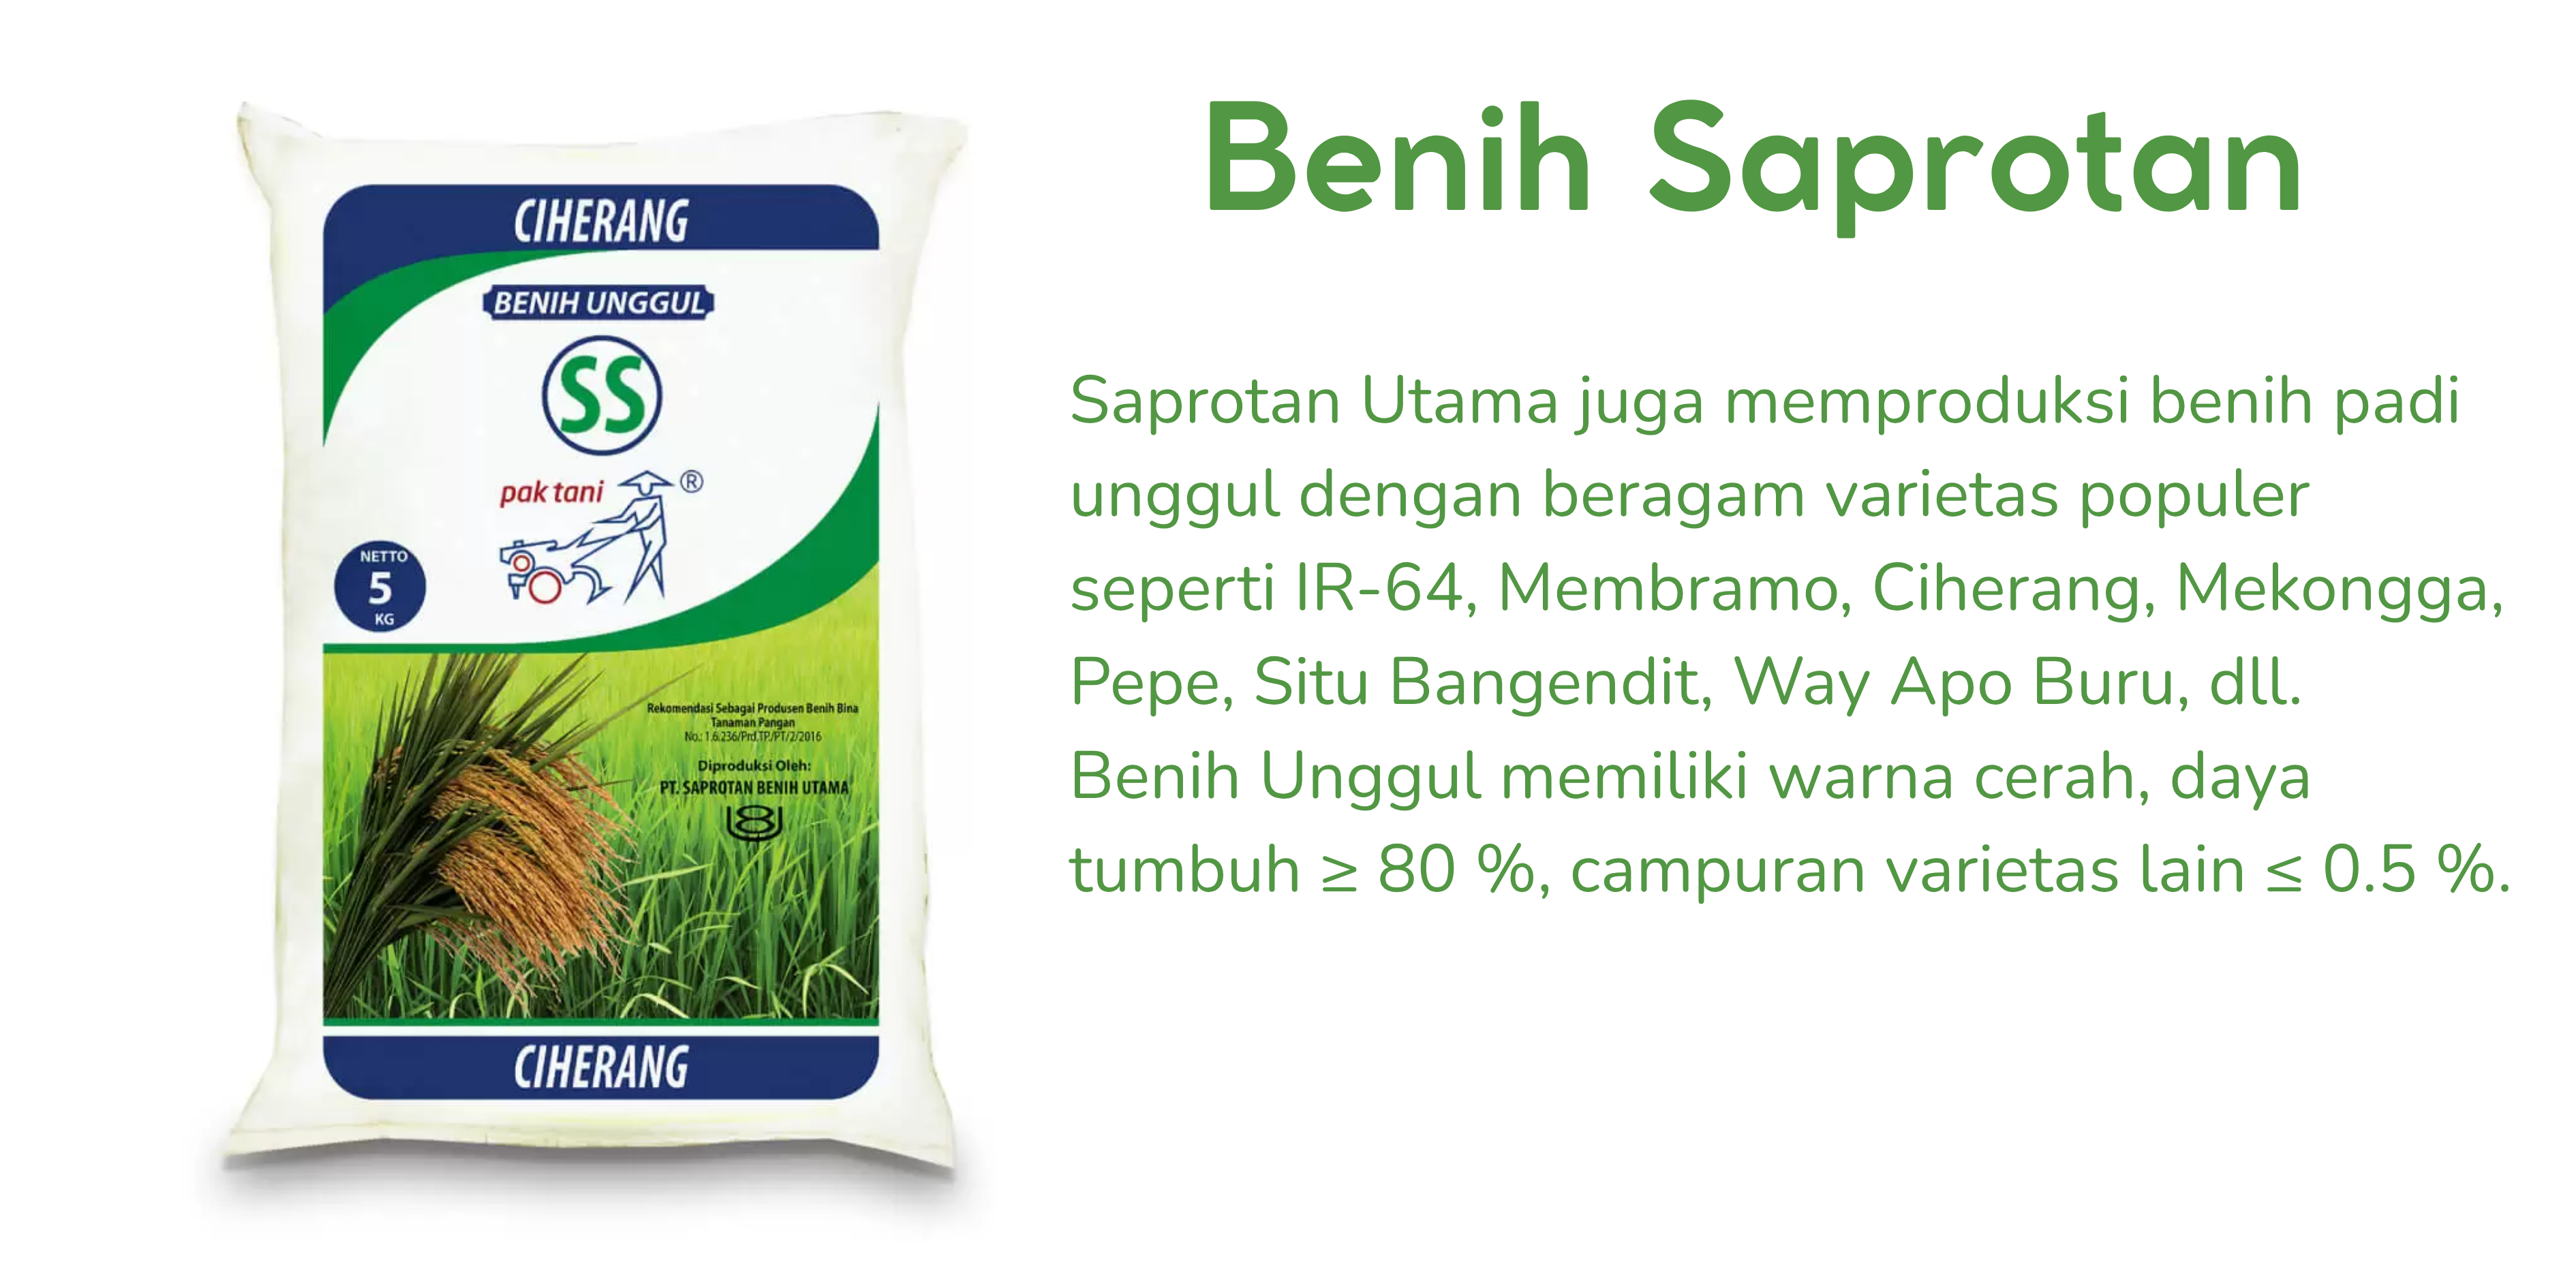 CIHERANG
BENIH UNGGUL
SS
pak tani ®
NETTO
5
KG
Rekomendasi Sebagai Produsen Benih Bina
Tanaman Pangan
No.: 1.6.236/Prd.TP./PT/2/2016
Diproduksi Oleh:
PT. SAPROTAN BENIH UTAMA
CIHERANG
Benih Saprotan
Saprotan Utama juga memproduksi benih padi
unggul dengan beragam varietas populer
seperti IR-64, Membramo, Ciherang, Mekongga,
Pepe, Situ Bangendit, Way Apo Buru, dll.
Benih Unggul memiliki warna cerah, daya
tumbuh ≥ 80 %, campuran varietas lain ≤ 0.5 %.